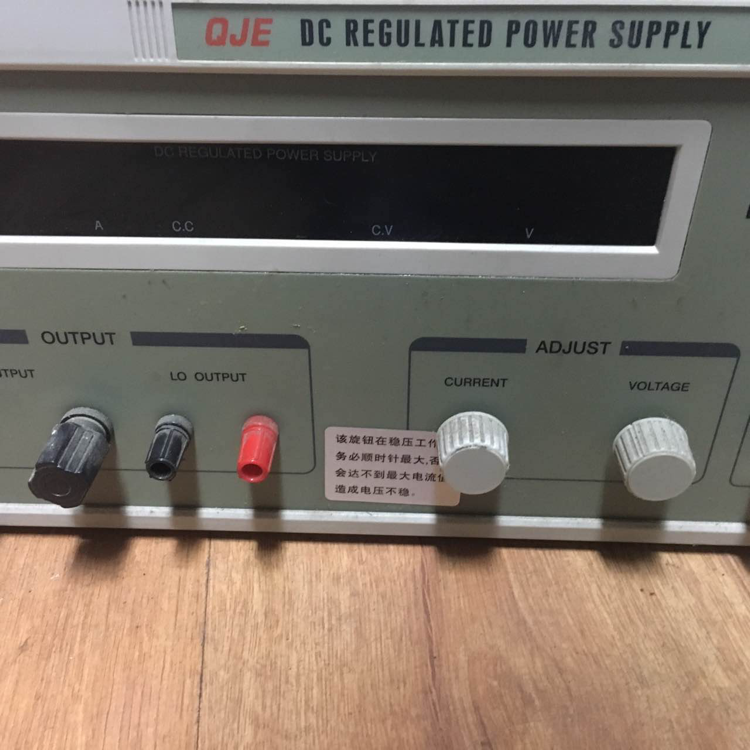 QJE DC REGULATED POWER SUPPLY
DC REGULATED POWER SUPPLY
A C.C C.V V
OUTPUT
LO OUTPUT
ADJUST
CURRENT VOLTAGE
该旋钮在稳压工作
务必顺时针最大,否
会达不到最大电流值
造成电压不稳。